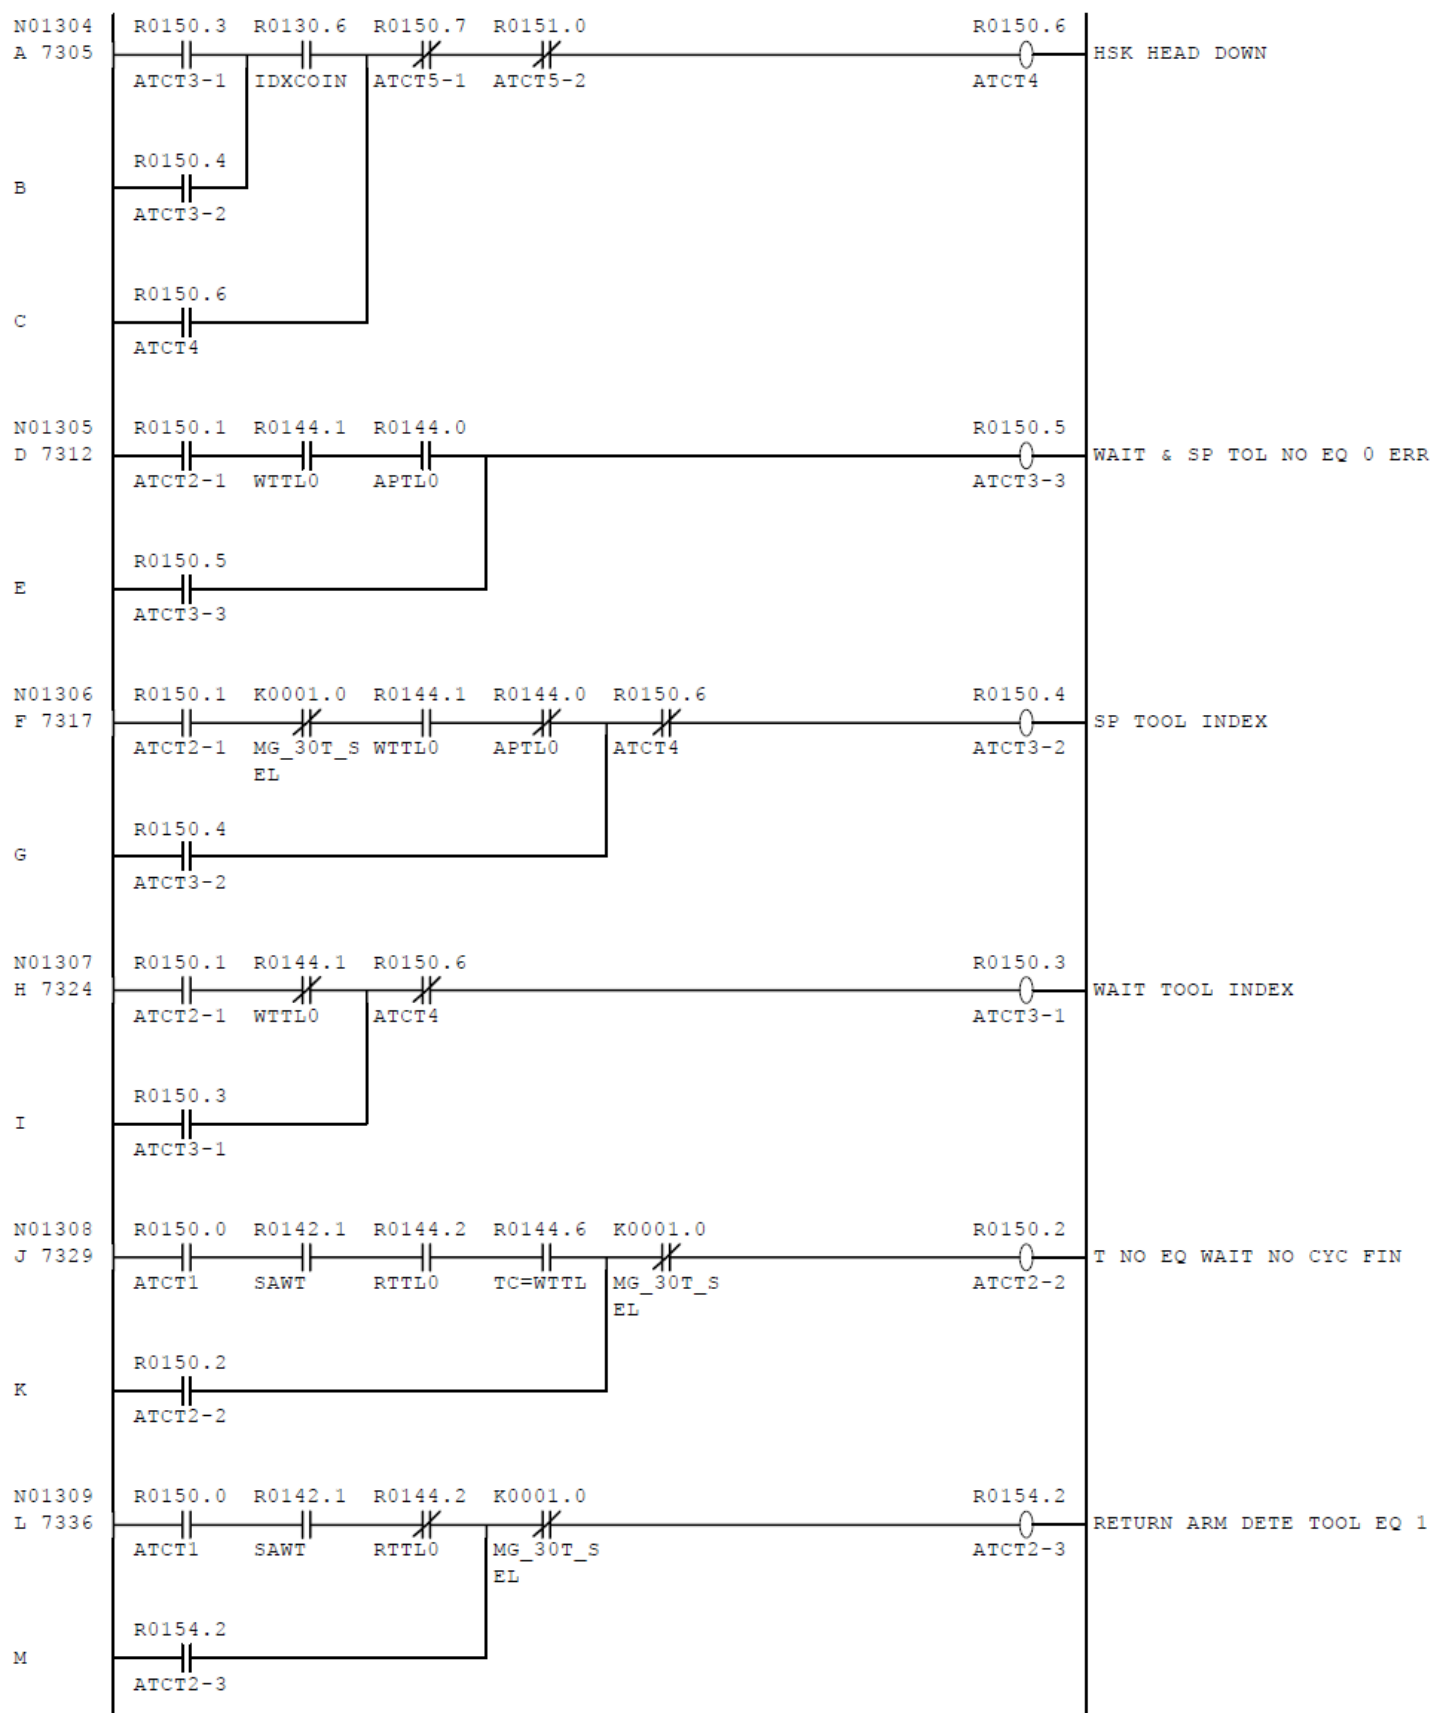 N01304 R0150.3 R0130.6 R0150.7 R0151.0 R0150.6
A 7305 HSK HEAD DOWN
ATCT3-1 IDXCOIN ATCT5-1 ATCT5-2 ATCT4
R0150.4
B
ATCT3-2
R0150.6
C
ATCT4
N01305 R0150.1 R0144.1 R0144.0 R0150.5
D 7312 WAIT & SP TOL NO EQ 0 ERR
ATCT2-1 WTTL0 APTL0 ATCT3-3
R0150.5
E
ATCT3-3
N01306 R0150.1 K0001.0 R0144.1 R0144.0 R0150.6 R0150.4
F 7317 SP TOOL INDEX
ATCT2-1 MG_30T_S WTTL0 APTL0 ATCT4 ATCT3-2
EL
R0150.4
G
ATCT3-2
N01307 R0150.1 R0144.1 R0150.6 R0150.3
H 7324 WAIT TOOL INDEX
ATCT2-1 WTTL0 ATCT4 ATCT3-1
R0150.3
I
ATCT3-1
N01308 R0150.0 R0142.1 R0144.2 R0144.6 K0001.0 R0150.2
J 7329 T NO EQ WAIT NO CYC FIN
ATCT1 SAWT RTTL0 TC=WTTL MG_30T_S ATCT2-2
EL
R0150.2
K
ATCT2-2
N01309 R0150.0 R0142.1 R0144.2 K0001.0 R0154.2
L 7336 RETURN ARM DETE TOOL EQ 1
ATCT1 SAWT RTTL0 MG_30T_S ATCT2-3
EL
R0154.2
M
ATCT2-3